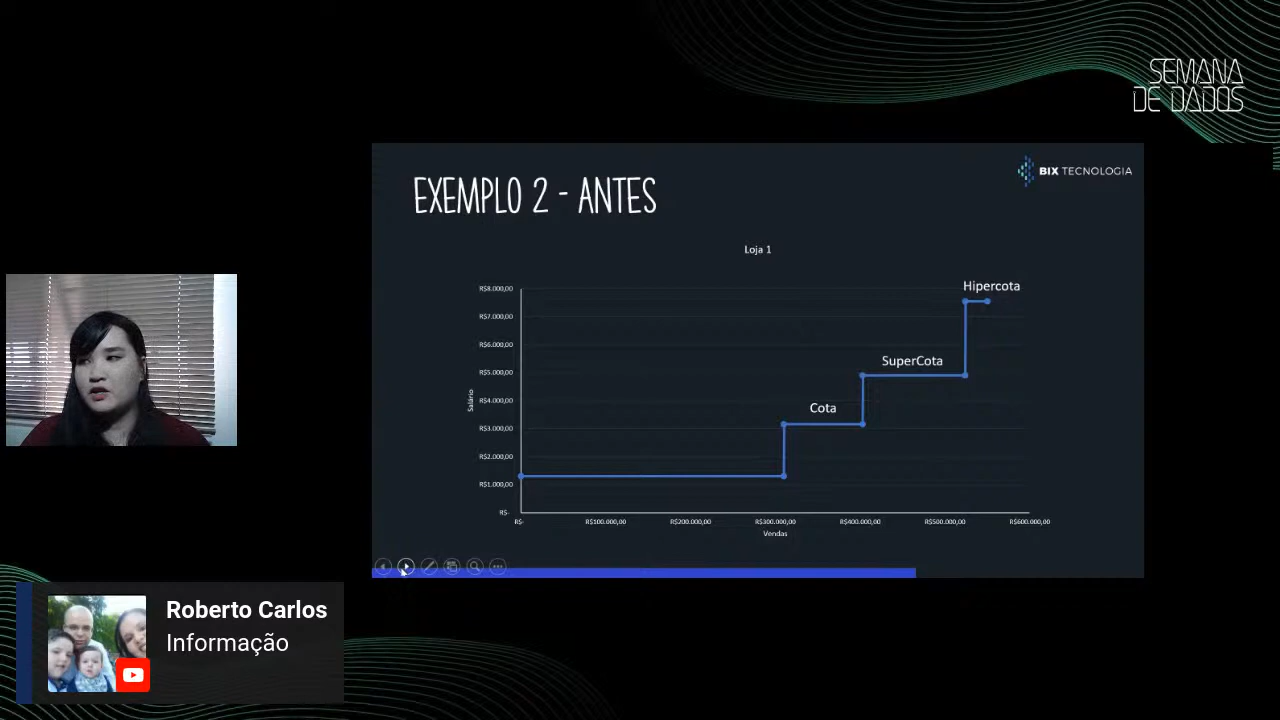 SEMANA
DE DADOS
BIX TECNOLOGIA
EXEMPLO 2 - ANTES
Loja 1
Hipercota
SuperCota
Cota
Salário
R$8.000,00
R$7.000,00
R$6.000,00
R$5.000,00
R$4.000,00
R$3.000,00
R$2.000,00
R$1.000,00
R$-
R$- R$100.000,00 R$200.000,00 R$300.000,00 R$400.000,00 R$500.000,00 R$600.000,00
Vendas
Roberto Carlos
Informação